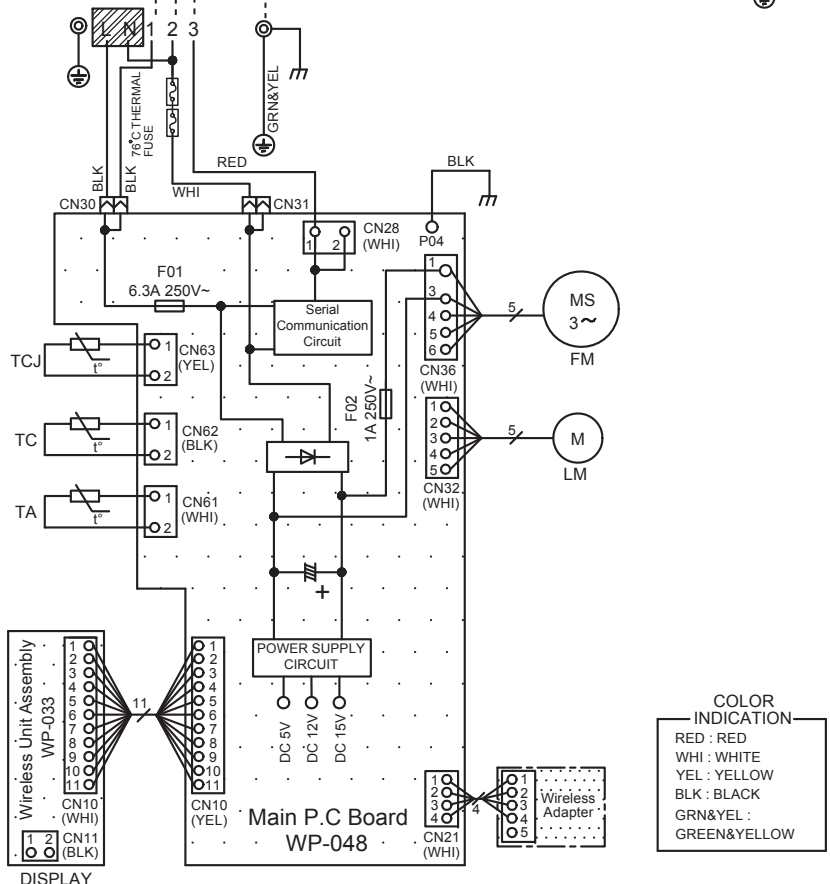 L N 1 2 3
76°C THERMAL
FUSE
GRN&YEL
BLK
BLK
RED
WHI
BLK
CN30
CN31
CN28
(WHI)
1 2
P04
F01
6.3A 250V~
Serial
Communication
Circuit
1
3
4
5
6
CN36
(WHI)
5
MS
3~
FM
TCJ
t°
1
2
CN63
(YEL)
TC
t°
1
2
CN62
(BLK)
TA
t°
1
2
CN61
(WHI)
F02
1A 250V~
1
2
3
4
5
CN32
(WHI)
5
M
LM
+
POWER SUPPLY
CIRCUIT
DC 5V
DC 12V
DC 15V
Wireless Unit Assembly
WP-033
1
2
3
4
5
6
7
8
9
10
11
CN10
(WHI)
1 2
CN11
(BLK)
DISPLAY
11
1
2
3
4
5
6
7
8
9
10
11
CN10
(YEL)
Main P.C Board
WP-048
1
2
3
4
CN21
(WHI)
4
1
2
3
4
5
Wireless
Adapter
COLOR
INDICATION
RED : RED
WHI : WHITE
YEL : YELLOW
BLK : BLACK
GRN&YEL :
GREEN&YELLOW